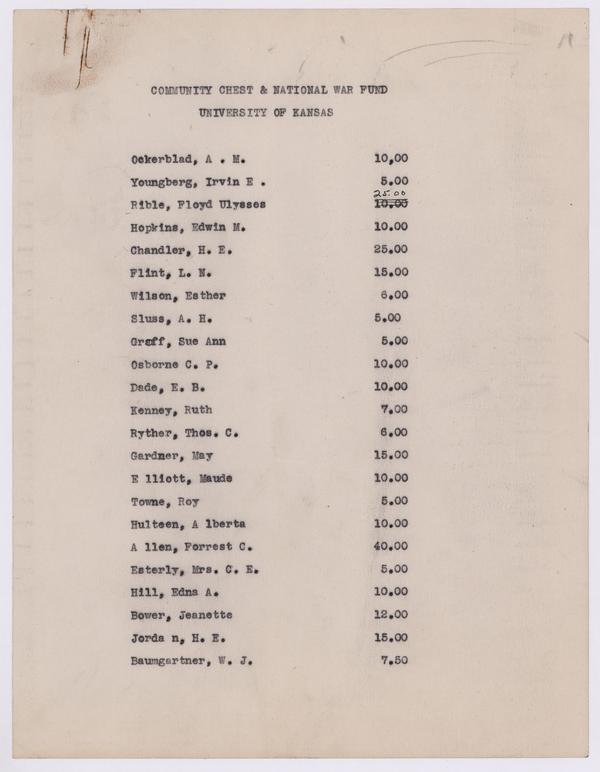 COMMUNITY CHEST & NATIONAL WAR FUND
UNIVERSITY OF KANSAS
Ockerblad, A . M. 10,00
Youngberg, Irvin E . 5.00
25.00
Rible, Floyd Ulysses 10.00
Hopkins, Edwin M. 10.00
Chandler, H. E. 25.00
Flint, L. N. 15.00
Wilson, Esther 6.00
Sluss, A. H. 5.00
Graff, Sue Ann 5.00
Osborne C. P. 10.00
Dade, E. B. 10.00
Kenney, Ruth 7.00
Ryther, Thos. C. 6.00
Gardner, May 15.00
E lliott, Maude 10.00
Towne, Roy 5.00
Hulteen, A lberta 10.00
A llen, Forrest C. 40.00
Esterly, Mrs. C. E. 5.00
Hill, Edna A. 10.00
Bower, Jeanette 12.00
Jorda n, H. E. 15.00
Baumgartner, W. J. 7.50